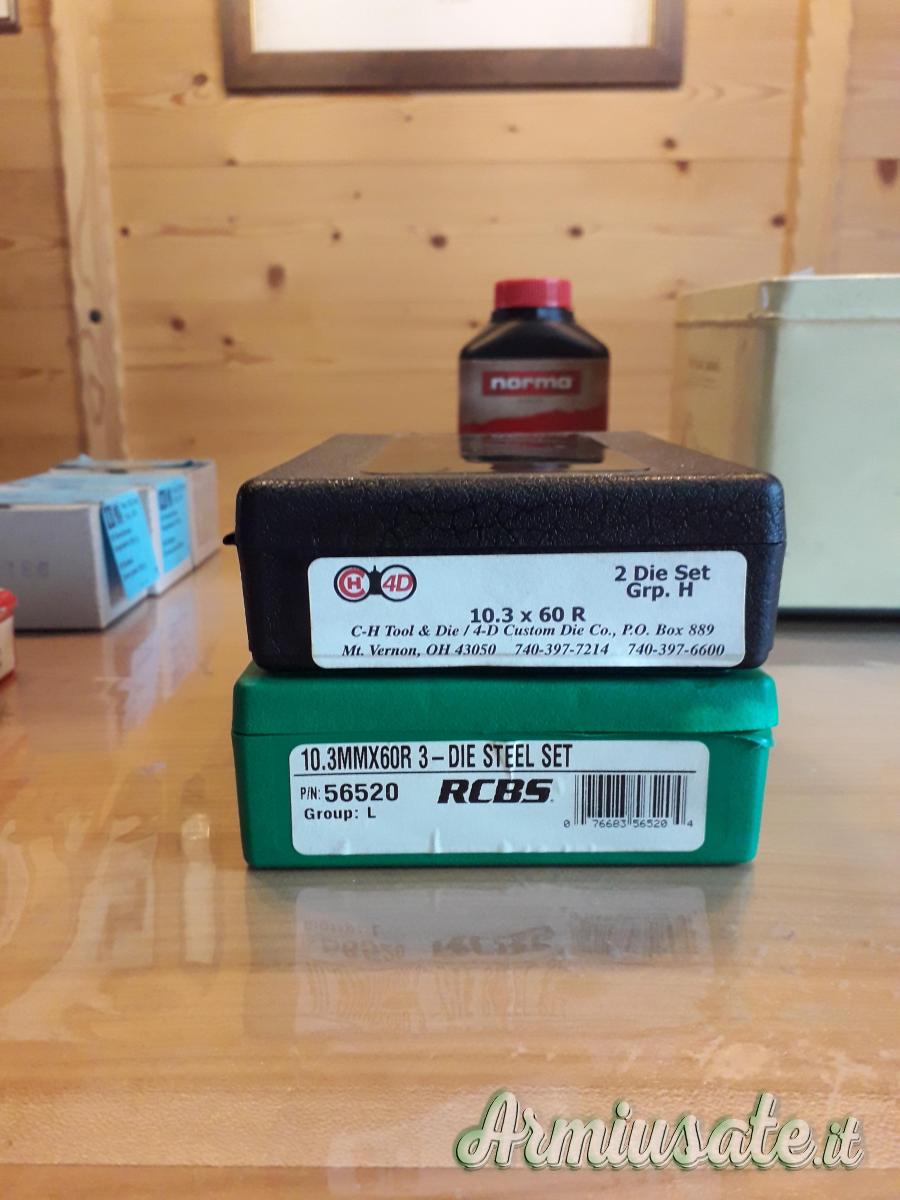 norma
CH 4D
2 Die Set
Grp. H
10.3 x 60 R
C-H Tool & Die / 4-D Custom Die Co., P.O. Box 889
Mt. Vernon, OH 43050 740-397-7214 740-397-6600
10.3MMX60R 3-DIE STEEL SET
P/N: 56520 RCBS
Group: L
0 76683 56520 4
Armiusate.it